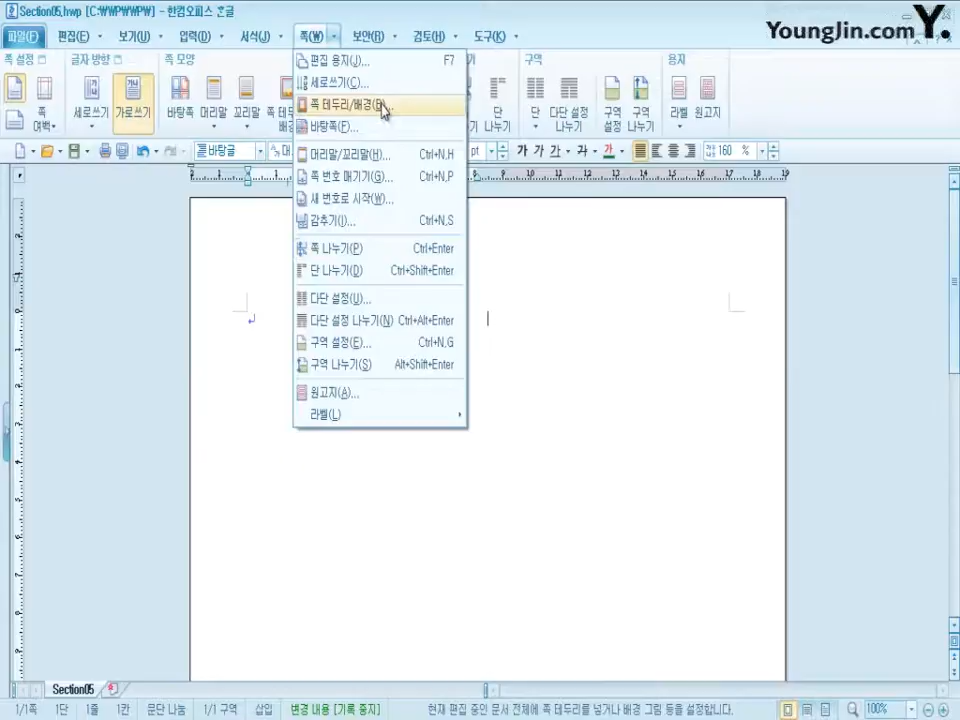 Section05.hwp [C:\WPWPW\WPW] - 한컴오피스 한글
YoungJin.com Y.
파일(F) 편집(E) 보기(U) 입력(D) 서식(J) 쪽(W) 보안(B) 검토(H) 도구(K)
쪽 설정 글자 방향 쪽 모양 구역 용지
쪽 여백 세로쓰기 가로쓰기 바탕쪽 머리말 꼬리말 단 나누기 단 다단 설정 나누기 구역 설정 구역 나누기 라벨 원고지
바탕글 pt 가 가 가 가 가 160 %
편집 용지(J)... F7
세로쓰기(C)...
쪽 테두리/배경(B)...
바탕쪽(F)...
머리말/꼬리말(H)... Ctrl+N,H
쪽 번호 매기기(G)... Ctrl+N,P
새 번호로 시작(W)...
감추기(I)... Ctrl+N,S
쪽 나누기(P) Ctrl+Enter
단 나누기(D) Ctrl+Shift+Enter
다단 설정(U)...
다단 설정 나누기(N) Ctrl+Alt+Enter
구역 설정(E)... Ctrl+N,G
구역 나누기(S) Alt+Shift+Enter
원고지(A)...
라벨(L)
Section05
1/1쪽 1단 1줄 1칸 문단 나눔 1/1 구역 삽입 변경 내용 [기록 중지] 현재 편집 중인 문서 전체에 쪽 테두리를 넣거나 배경 그림 등을 설정합니다. 100%